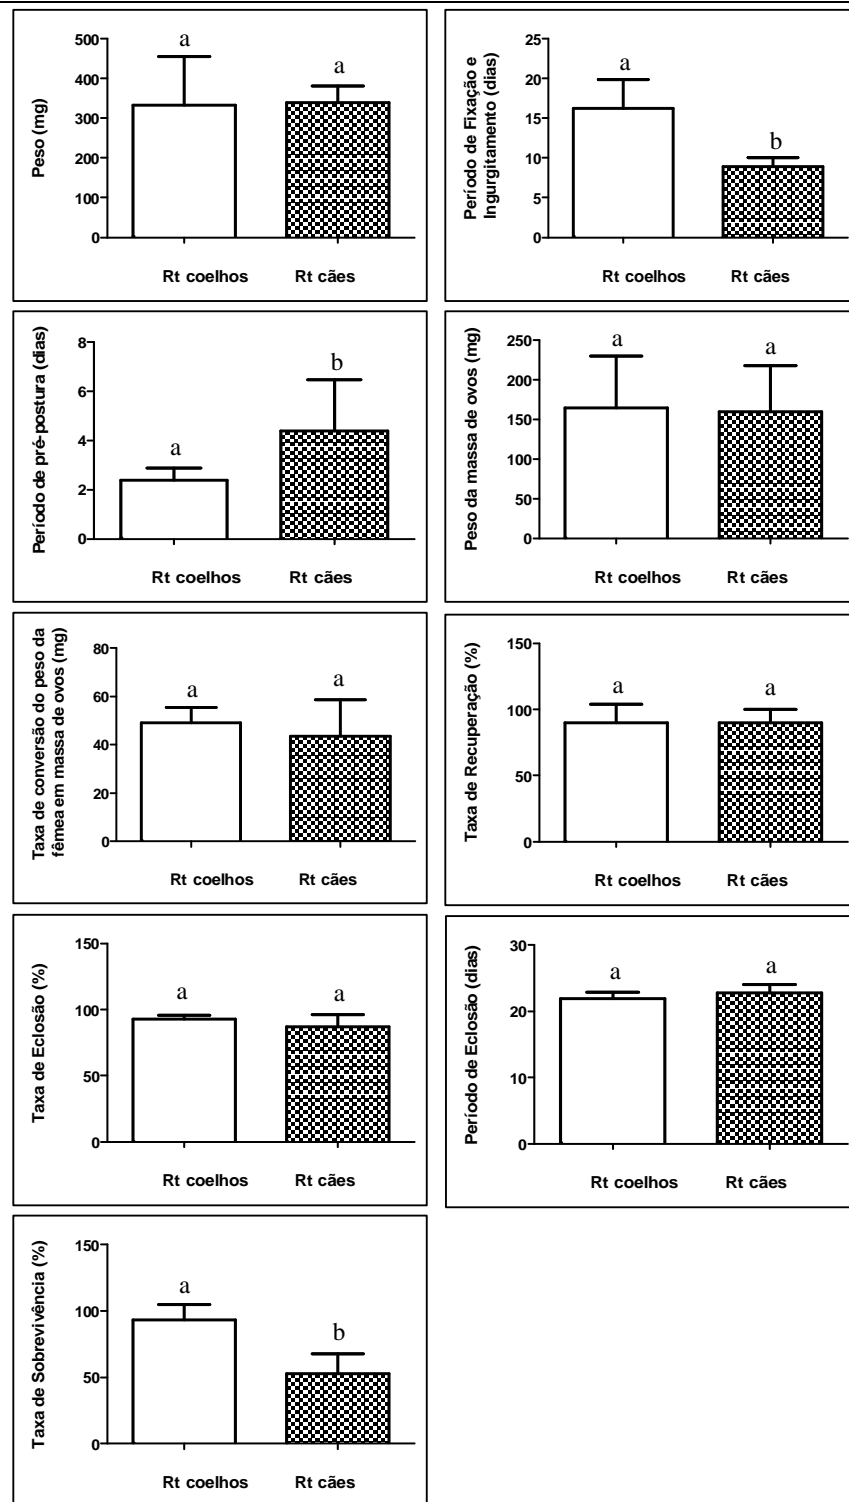 Peso (mg)
500
400
300
200
100
0
a
a
Rt coelhos Rt cães
Período de Fixação e
Ingurgitamento (dias)
25
20
15
10
5
0
a
b
Rt coelhos Rt cães
Período de pré-postura (dias)
8
6
4
2
0
a
b
Rt coelhos Rt cães
Peso da massa de ovos (mg)
250
200
150
100
50
0
a
a
Rt coelhos Rt cães
Taxa de conversão do peso da
fêmea em massa de ovos (mg)
80
60
40
20
0
a
a
Rt coelhos Rt cães
Taxa de Recuperação (%)
150
100
50
0
a
a
Rt coelhos Rt cães
Taxa de Eclosão (%)
150
100
50
0
a
a
Rt coelhos Rt cães
Período de Eclosão (dias)
30
20
10
0
a
a
Rt coelhos Rt cães
Taxa de Sobrevivência (%)
150
100
50
0
a
b
Rt coelhos Rt cães